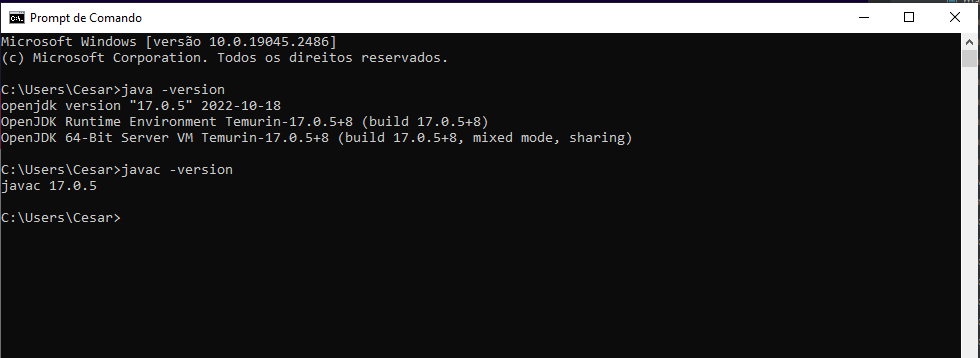 Prompt de Comando
Microsoft Windows [versão 10.0.19045.2486]
(c) Microsoft Corporation. Todos os direitos reservados.
C:\Users\Cesar>java -version
openjdk version "17.0.5" 2022-10-18
OpenJDK Runtime Environment Temurin-17.0.5+8 (build 17.0.5+8)
OpenJDK 64-Bit Server VM Temurin-17.0.5+8 (build 17.0.5+8, mixed mode, sharing)
C:\Users\Cesar>javac -version
javac 17.0.5
C:\Users\Cesar>